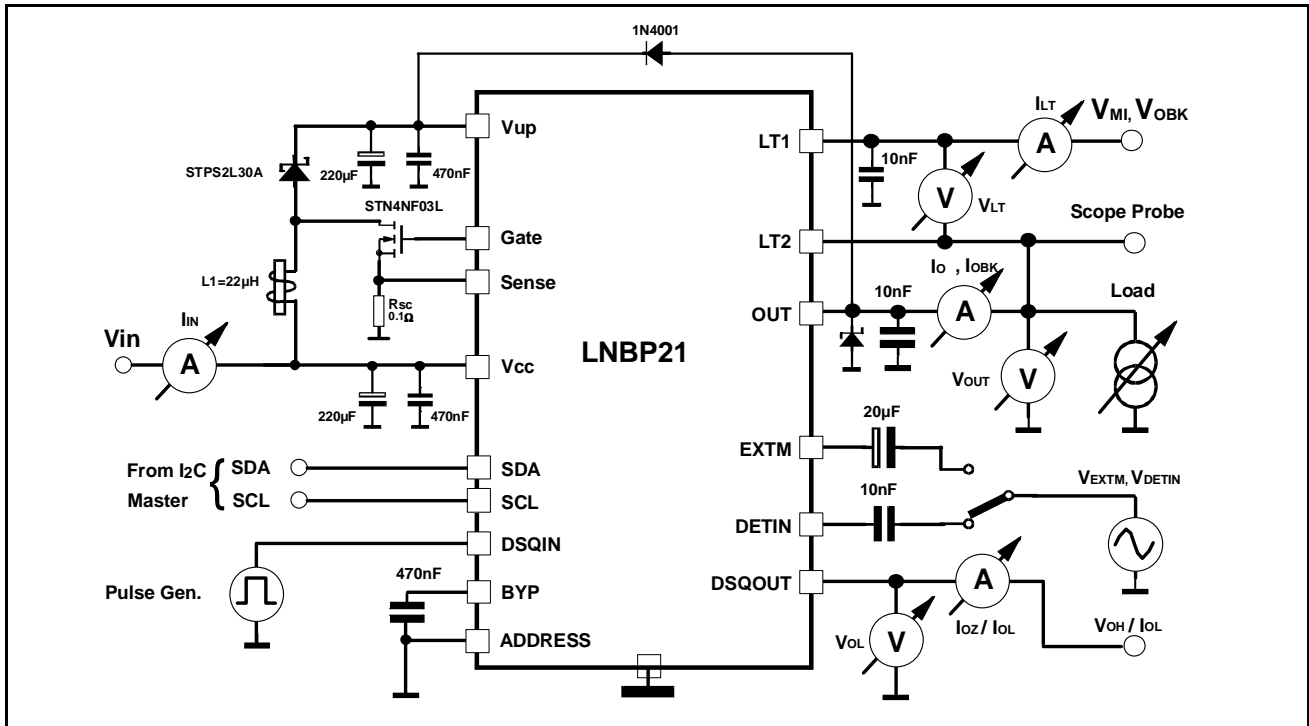 1N4001
Vup
STPS2L30A
220µF
470nF
STN4NF03L
Gate
L1=22µH
Sense
Rsc
0.1Ω
Vin
IIN
A
Vcc
220µF
470nF
From I2C
Master
{
SDA
SCL
SDA
SCL
DSQIN
Pulse Gen.
470nF
BYP
ADDRESS
LNBP21
LT1
10nF
ILT
A
VMI, VOBK
V
VLT
LT2
Scope Probe
IO , IOBK
OUT
10nF
A
Load
VOUT
V
EXTM
20µF
10nF
DETIN
VEXTM, VDETIN
DSQOUT
A
IOZ / IOL
VOL
V
VOH / IOL